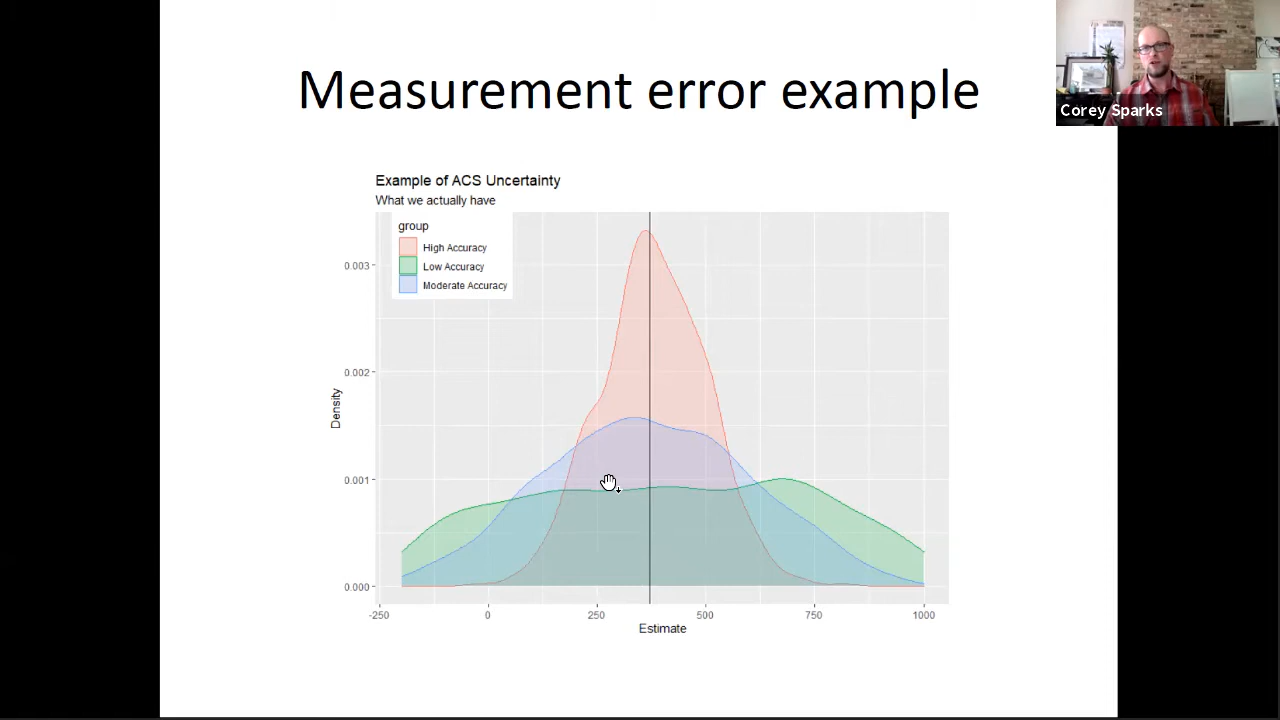 Measurement error example
Corey Sparks
Example of ACS Uncertainty
What we actually have
group
High Accuracy
Low Accuracy
Moderate Accuracy
Density
0.003
0.002
0.001
0.000
-250 0 250 500 750 1000
Estimate